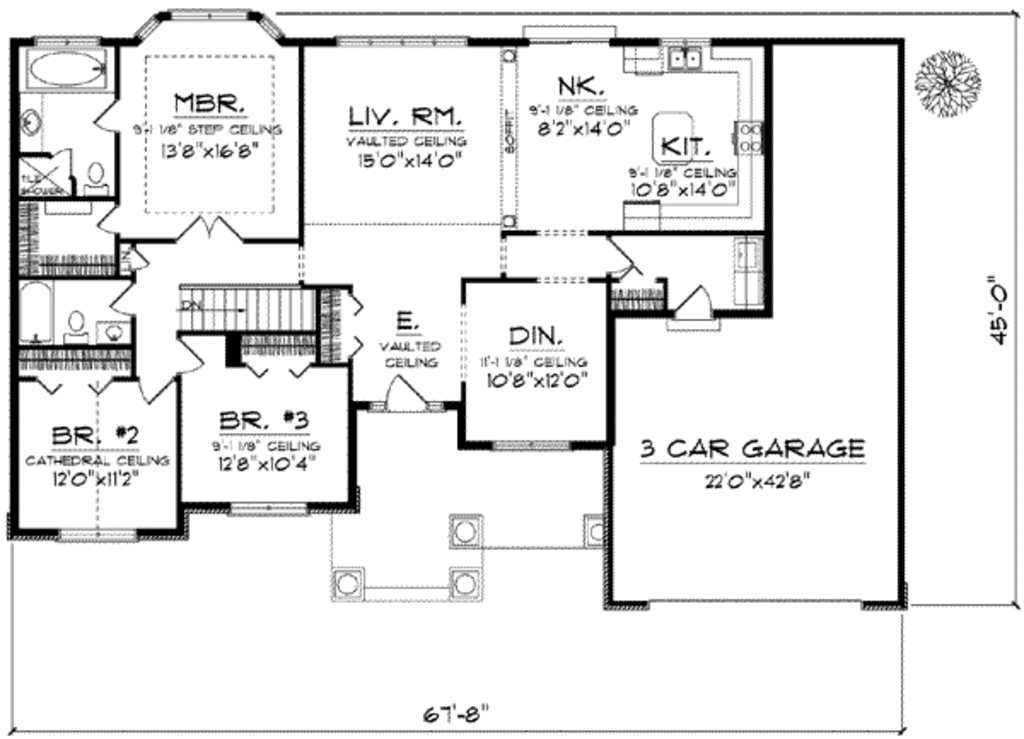 MBR.
9'-1 1/8" STEP CEILING
13'8"x16'8"
LIV. RM.
VAULTED CEILING
15'0"x14'0"
SOFFIT
NK.
9'-1 1/8" CEILING
8'2"x14'0"
KIT.
9'-1 1/8" CEILING
10'8"x14'0"
TILE
SHOWER
LIN
DN
E.
VAULTED
CEILING
DIN.
11'-1 1/8" CEILING
10'8"x12'0"
BR. #2
CATHEDRAL CEILING
12'0"x11'2"
BR. #3
9'-1 1/8" CEILING
12'8"x10'4"
3 CAR GARAGE
22'0"x42'8"
45'-0"
67'-8"